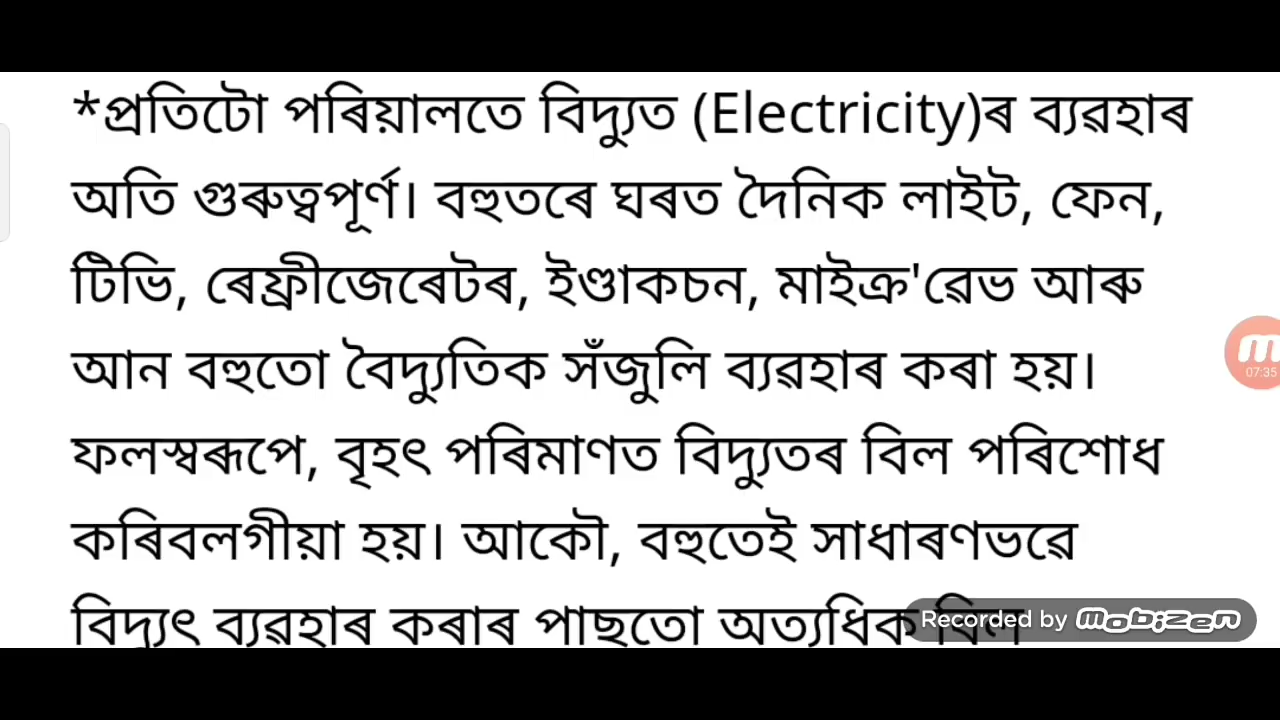 *প্ৰতিটো পৰিয়ালতে বিদ্যুত (Electricity)ৰ ব্যৱহাৰ
অতি গুৰুত্বপূৰ্ণ। বহুতৰে ঘৰত দৈনিক লাইট, ফেন,
টিভি, ৰেফ্ৰীজেৰেটৰ, ইণ্ডাকচন, মাইক্ৰ'ৱেভ আৰু
আন বহুতো বৈদ্যুতিক সঁজুলি ব্যৱহাৰ কৰা হয়।
ফলস্বৰূপে, বৃহৎ পৰিমাণত বিদ্যুতৰ বিল পৰিশোধ
কৰিবলগীয়া হয়। আকৌ, বহুতেই সাধাৰণভৱে
বিদ্যুৎ ব্যৱহাৰ কৰাৰ পাছতো অত্যধিক বিল
m
07:35
Recorded by mobizen